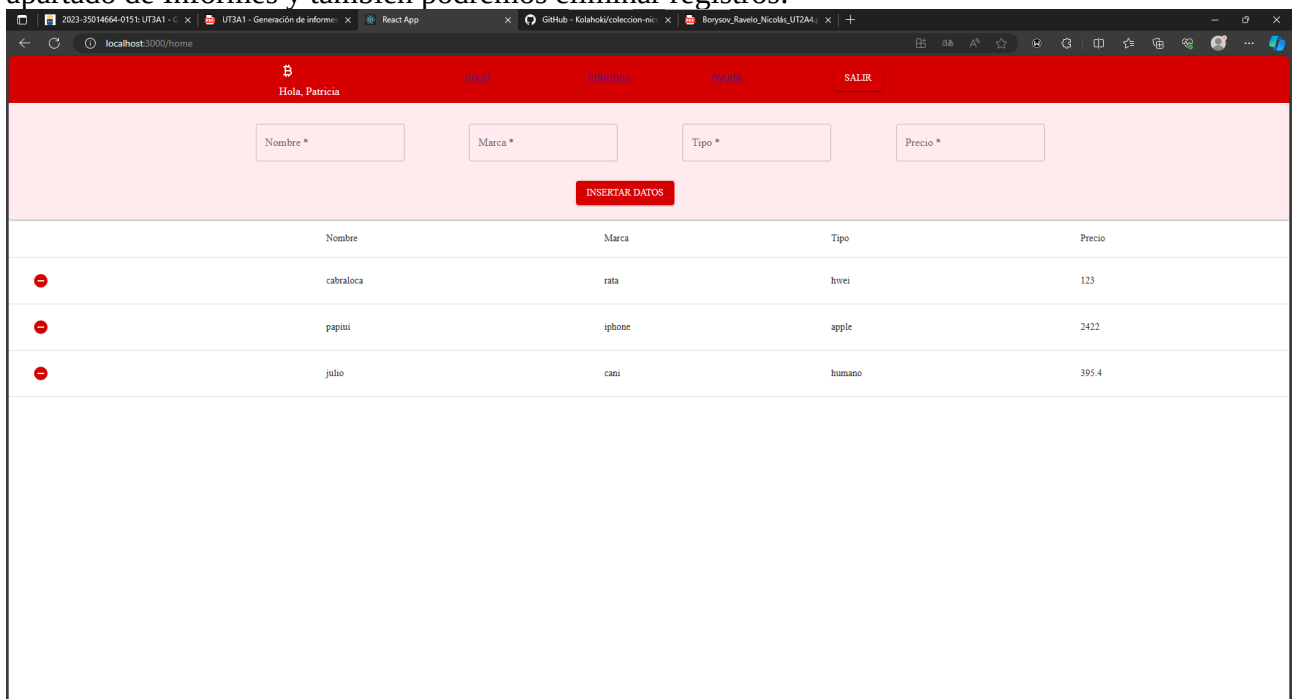 apartado de Informes y también podremos eliminar registros.
2023-35014664-0151: UT3A1 - G
UT3A1 - Generación de informes
React App
GitHub - Kolahoki/coleccion-nico
Borysov_Ravelo_Nicolás_UT2A4.p
localhost:3000/home
Hola, Patricia
Inicio
Informes
Ayuda
SALIR
Nombre *
Marca *
Tipo *
Precio *
INSERTAR DATOS
Nombre Marca Tipo Precio
cabraloca rata hwei 123
papiui iphone apple 2422
julio cani humano 395.4